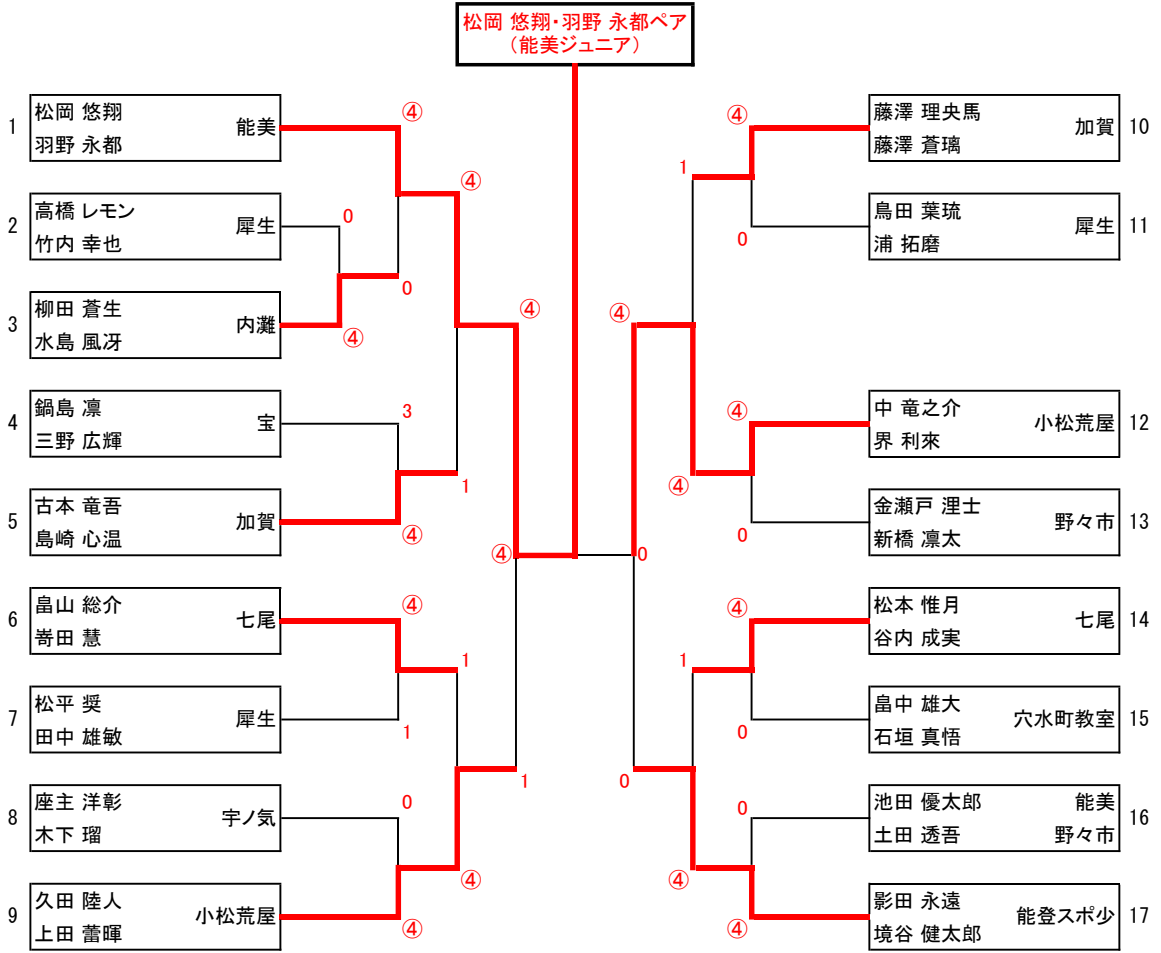 松岡 悠翔・羽野 永都ペア
（能美ジュニア）
1
松岡 悠翔
羽野 永都
能美
④
④
2
高橋 レモン
竹内 幸也
犀生
0
0
3
柳田 蒼生
水島 風冴
内灘
④
④
4
鍋島 凛
三野 広輝
宝
3
1
5
古本 竜吾
島崎 心温
加賀
④
④
6
畠山 総介
嵜田 慧
七尾
④
1
7
松平 奨
田中 雄敏
犀生
1
1
8
座主 洋彰
木下 瑠
宇ノ気
0
9
久田 陸人
上田 蕾暉
小松荒屋
④
④
藤澤 理央馬
藤澤 蒼璃
加賀
10
④
1
鳥田 葉琉
浦 拓磨
犀生
11
0
④
中 竜之介
界 利來
小松荒屋
12
④
④
金瀬戸 浬士
新橋 凛太
野々市
13
0
0
松本 惟月
谷内 成実
七尾
14
④
1
畠中 雄大
石垣 真悟
穴水町教室
15
0
0
池田 優太郎
土田 透吾
能美
野々市
16
0
影田 永遠
境谷 健太郎
能登スポ少
17
④
④